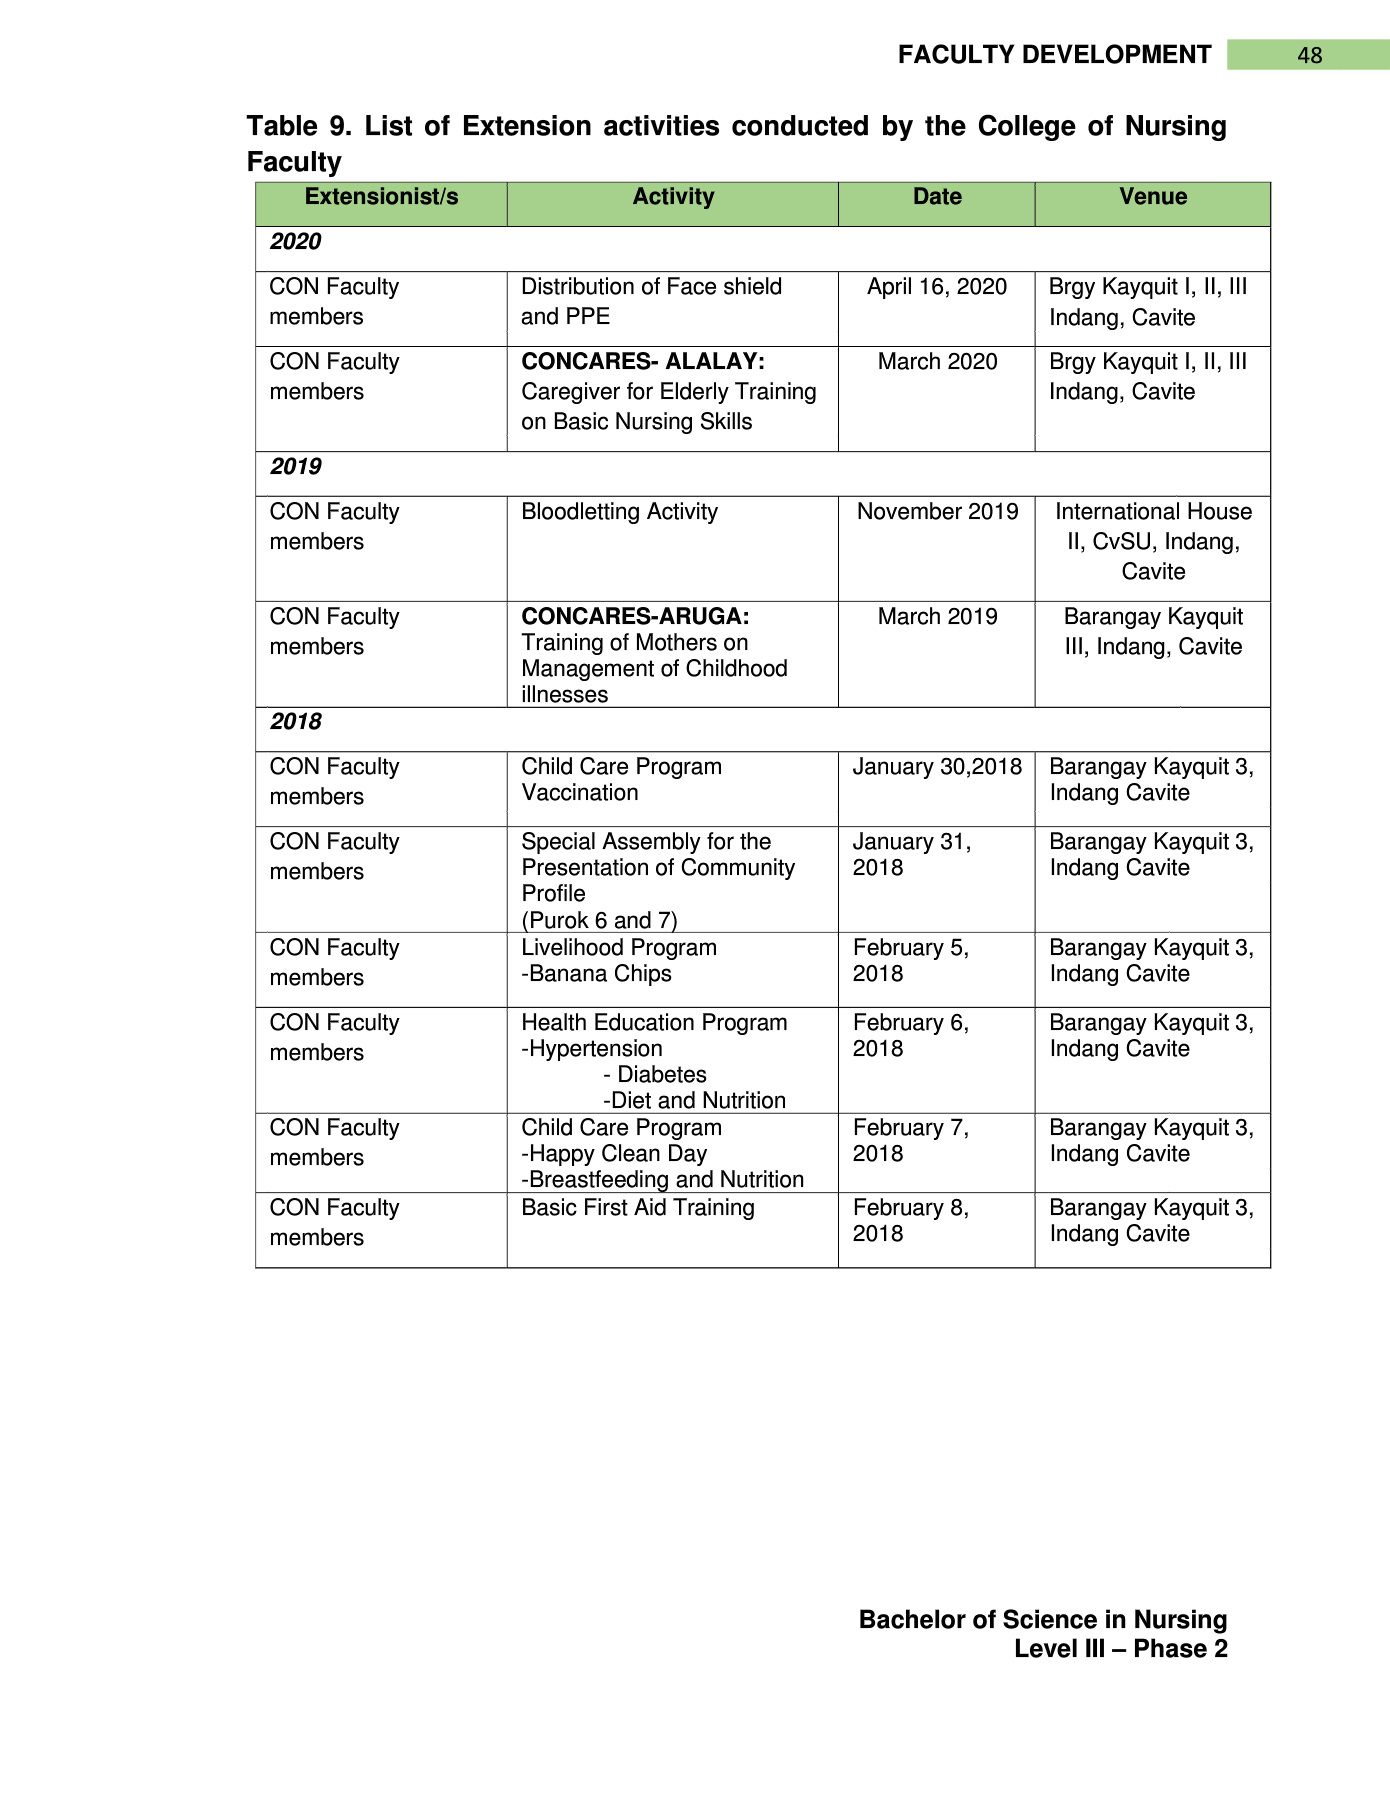 FACULTY DEVELOPMENT 48
Table 9. List of Extension activities conducted by the College of Nursing
Faculty
Extensionist/s Activity Date Venue
2020
CON Faculty members Distribution of Face shield and PPE April 16, 2020 Brgy Kayquit I, II, III Indang, Cavite
CON Faculty members CONCARES- ALALAY: Caregiver for Elderly Training on Basic Nursing Skills March 2020 Brgy Kayquit I, II, III Indang, Cavite
2019
CON Faculty members Bloodletting Activity November 2019 International House II, CvSU, Indang, Cavite
CON Faculty members CONCARES-ARUGA: Training of Mothers on Management of Childhood illnesses March 2019 Barangay Kayquit III, Indang, Cavite
2018
CON Faculty members Child Care Program Vaccination January 30,2018 Barangay Kayquit 3, Indang Cavite
CON Faculty members Special Assembly for the Presentation of Community Profile (Purok 6 and 7) January 31, 2018 Barangay Kayquit 3, Indang Cavite
CON Faculty members Livelihood Program -Banana Chips February 5, 2018 Barangay Kayquit 3, Indang Cavite
CON Faculty members Health Education Program -Hypertension - Diabetes -Diet and Nutrition February 6, 2018 Barangay Kayquit 3, Indang Cavite
CON Faculty members Child Care Program -Happy Clean Day -Breastfeeding and Nutrition February 7, 2018 Barangay Kayquit 3, Indang Cavite
CON Faculty members Basic First Aid Training February 8, 2018 Barangay Kayquit 3, Indang Cavite
Bachelor of Science in Nursing
Level III – Phase 2